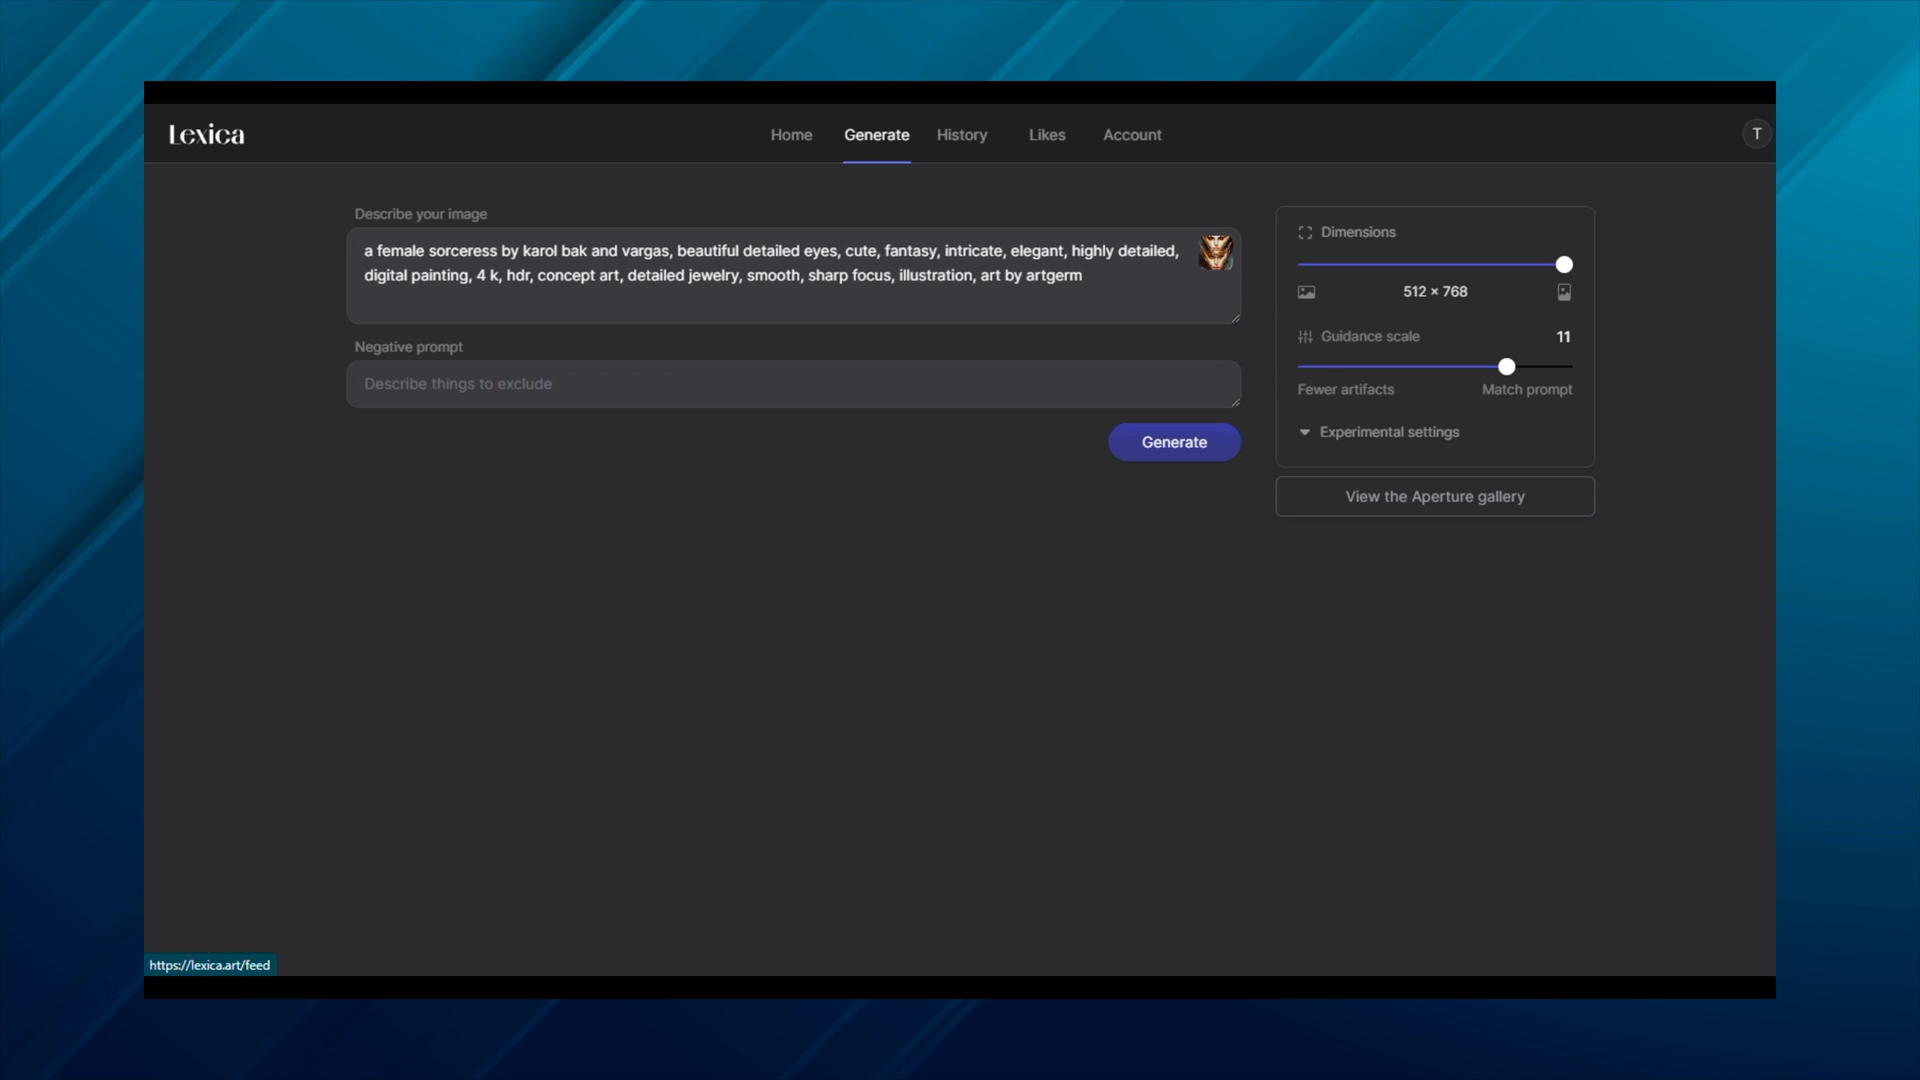 Lexica
Home Generate History Likes Account
T
Describe your image
a female sorceress by karol bak and vargas, beautiful detailed eyes, cute, fantasy, intricate, elegant, highly detailed,
digital painting, 4 k, hdr, concept art, detailed jewelry, smooth, sharp focus, illustration, art by artgerm
Negative prompt
Describe things to exclude
Generate
Dimensions
512 × 768
Guidance scale 11
Fewer artifacts Match prompt
Experimental settings
View the Aperture gallery
https://lexica.art/feed